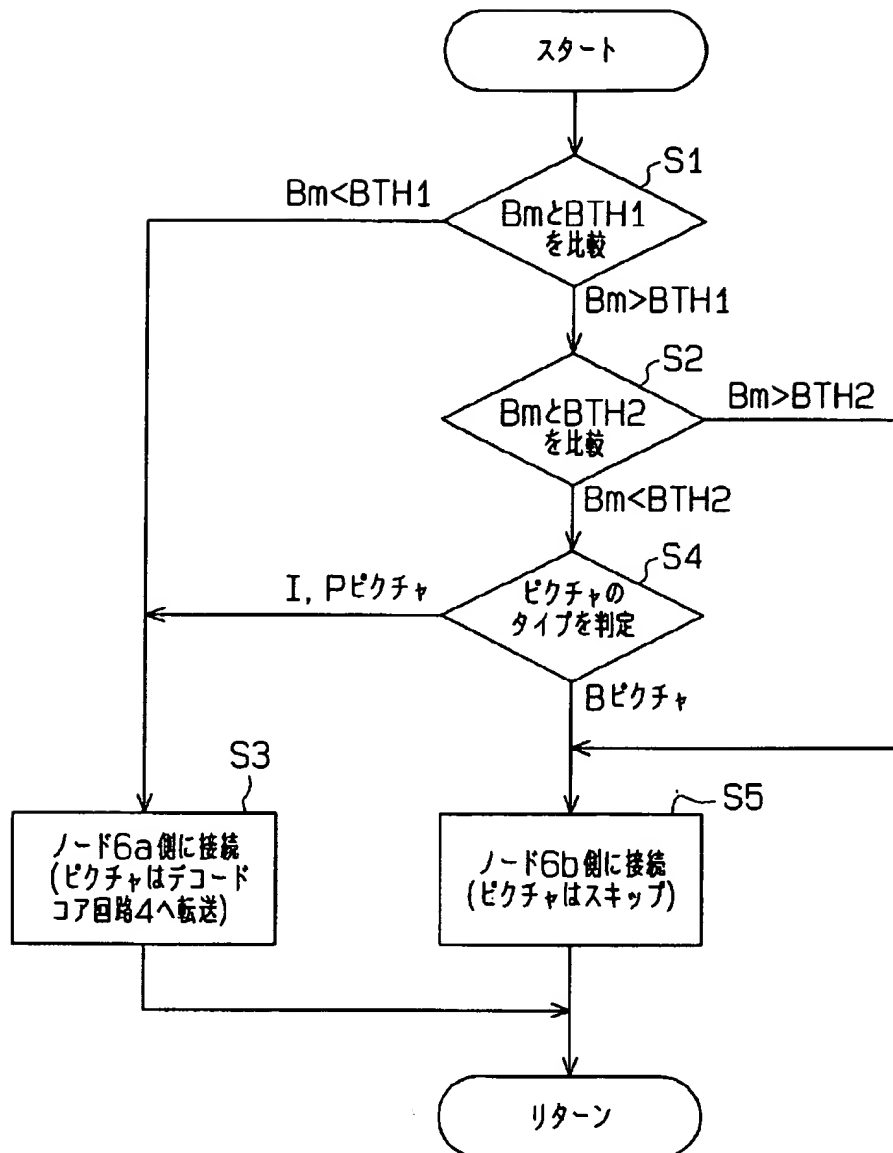 スタート
S1
Bm<BTH1
BmとBTH1
を比較
Bm>BTH1
S2
Bm>BTH2
BmとBTH2
を比較
Bm<BTH2
S4
I, Pピクチャ
ピクチャの
タイプを判定
Bピクチャ
S3
S5
ノード6a側に接続
(ピクチャはデコード
コア回路4へ転送)
ノード6b側に接続
(ピクチャはスキップ)
リターン